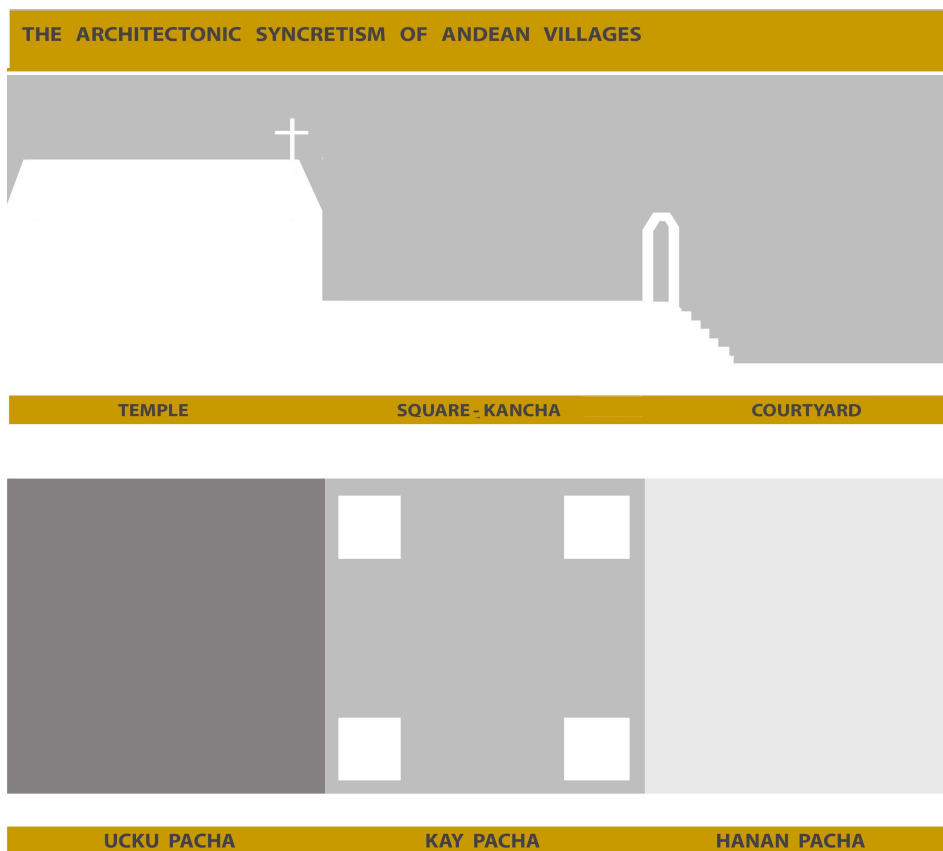 THE ARCHITECTONIC SYNCRETISM OF ANDEAN VILLAGES
TEMPLE SQUARE - KANCHA COURTYARD
UCKU PACHA KAY PACHA HANAN PACHA